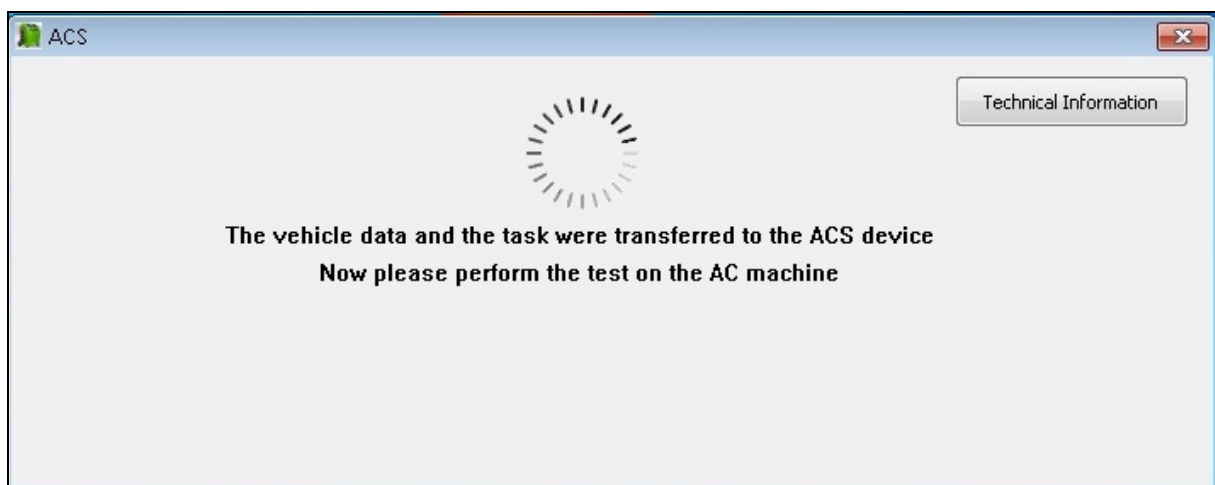 ACS
Technical Information
The vehicle data and the task were transferred to the ACS device
Now please perform the test on the AC machine